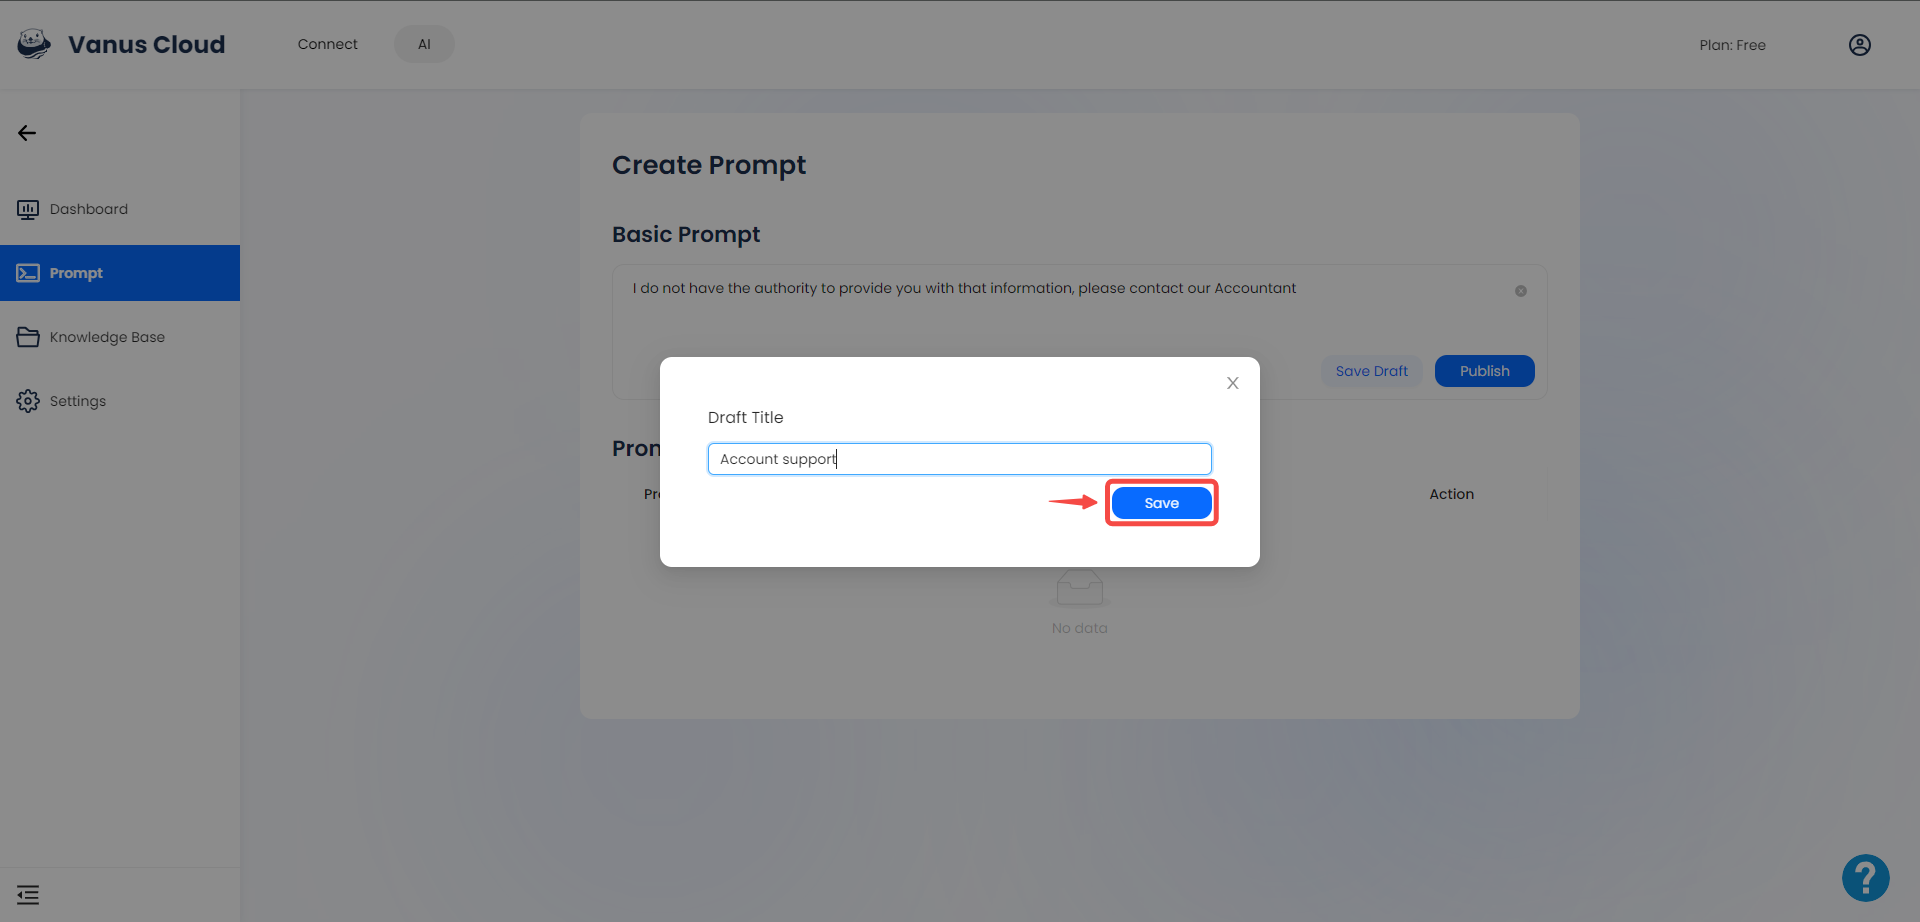 Vanus Cloud
Connect
AI
Plan: Free
Dashboard
Prompt
Knowledge Base
Settings
Create Prompt
Basic Prompt
I do not have the authority to provide you with that information, please contact our Accountant
Save Draft
Publish
Draft Title
Account support
Save
Action
No data